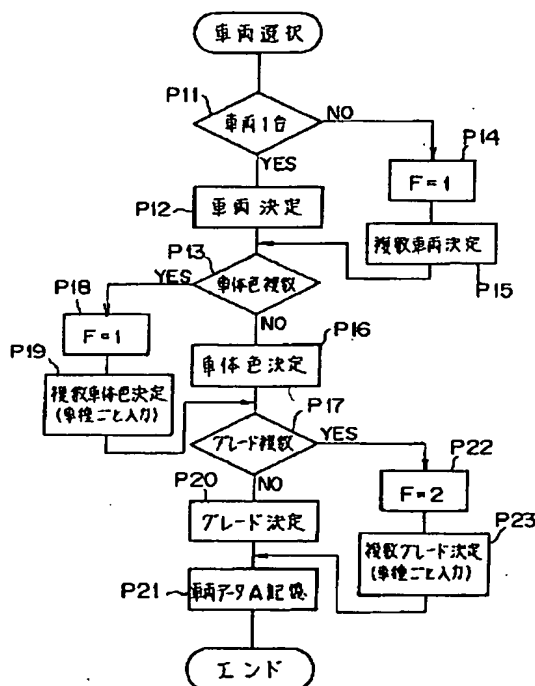 車両選択
P11
車両1台
NO
P14
YES
F=1
P12
車両決定
複数車両決定
P13
P15
P18
YES
車体色複数
F=1
NO
P16
P19
車体色決定
複数車体色決定
(車種ごと入力)
P17
グレード複数
YES
P22
P20
NO
F=2
グレード決定
P23
複数グレード決定
(車種ごと入力)
P21
車両データA記憶
エンド